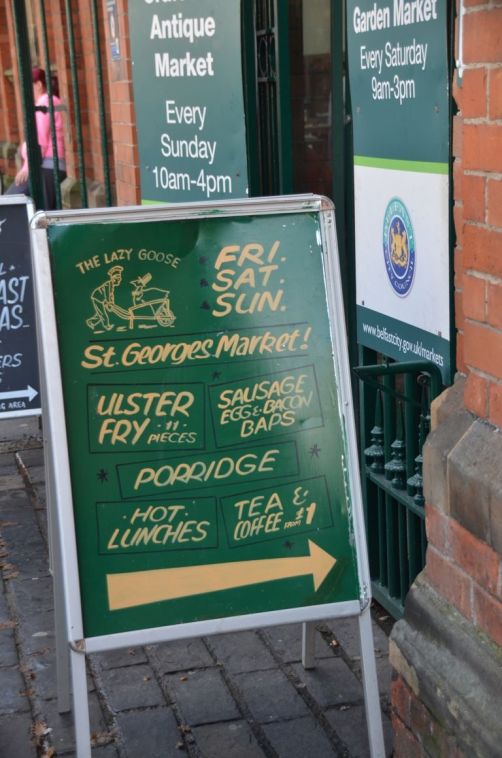 Antique
Market
Every
Sunday
10am-4pm
Garden Market
Every Saturday
9am-3pm
www.belfastcity.gov.uk/markets
THE LAZY GOOSE
FRI.
SAT.
SUN.
St. Georges Market!
ULSTER
FRY 11 PIECES
SAUSAGE
EGG & BACON
BAPS
PORRIDGE
HOT
LUNCHES
TEA &
COFFEE FROM £1